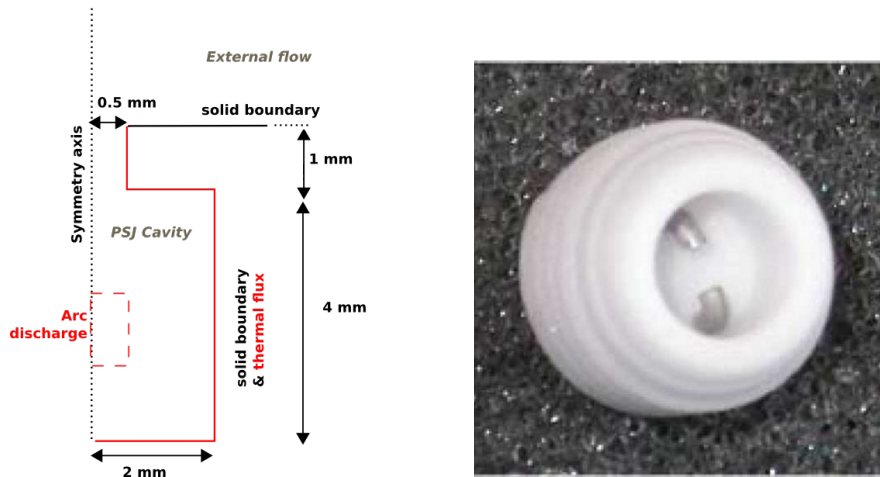 External flow
0.5 mm
solid boundary
1 mm
Symmetry axis
PSJ Cavity
Arc
discharge
solid boundary
& thermal flux
4 mm
2 mm